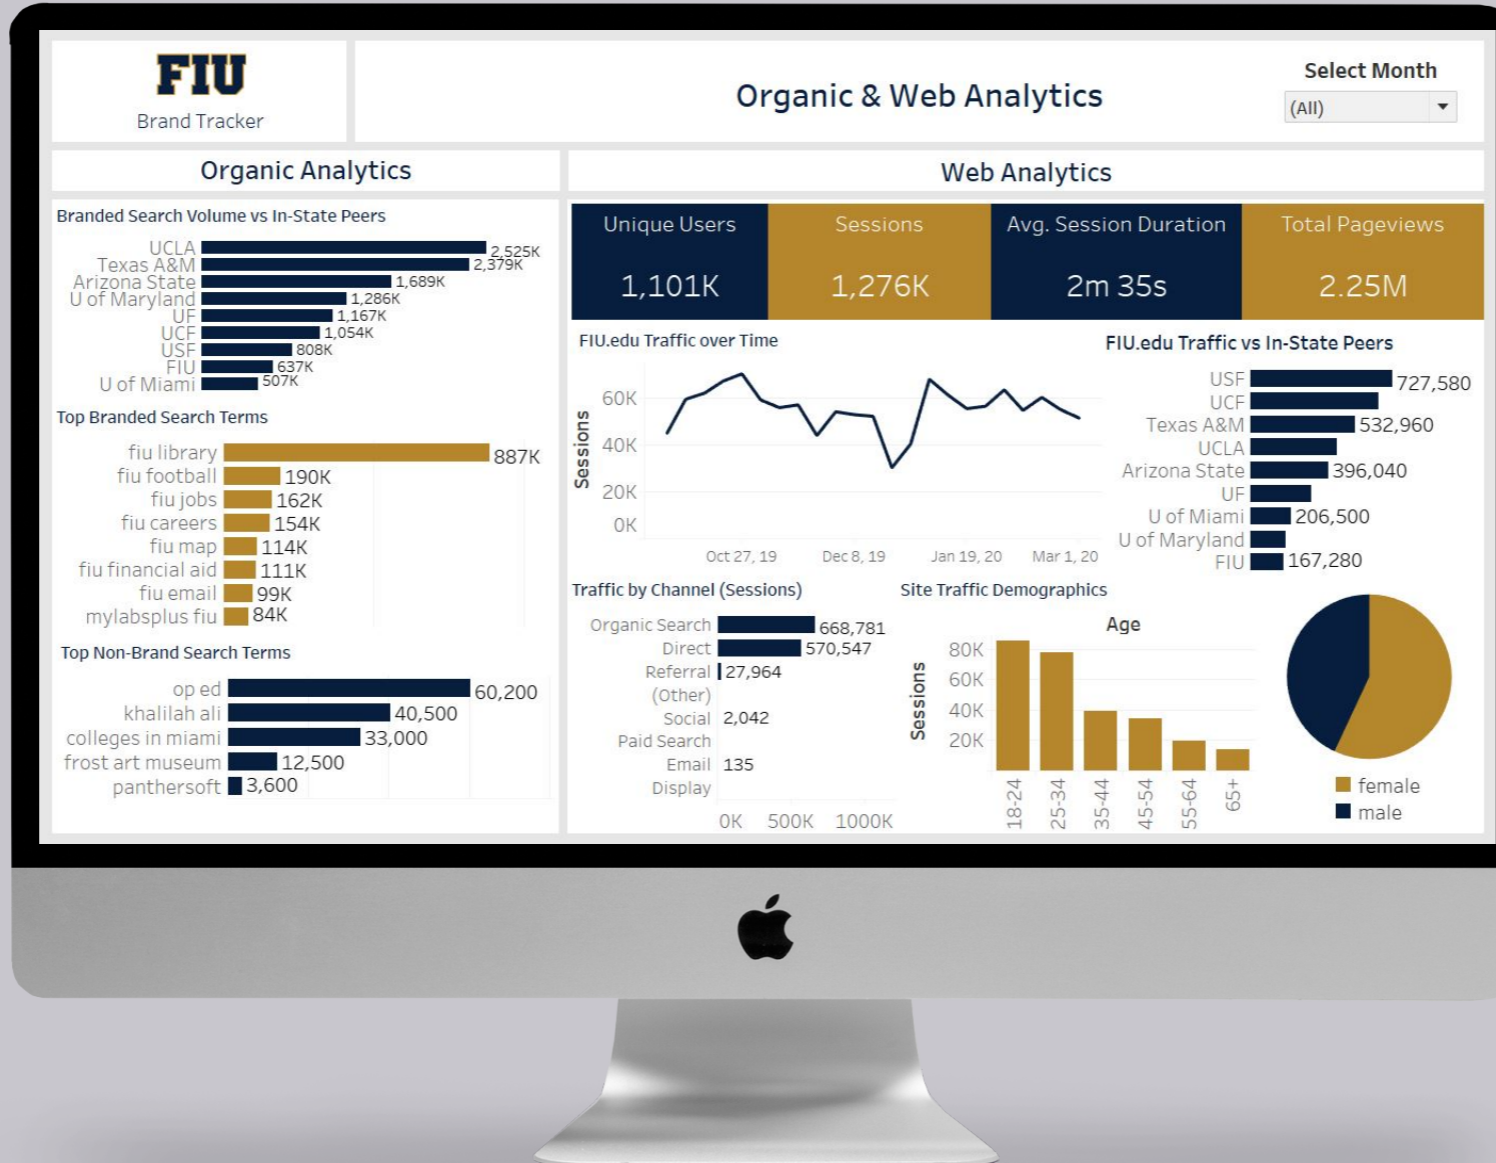 FIU
Brand Tracker
Organic & Web Analytics
Select Month
(All)
Organic Analytics
Web Analytics
Branded Search Volume vs In-State Peers
UCLA 2,525K
Texas A&M 2,379K
Arizona State 1,689K
U of Maryland 1,286K
UF 1,167K
UCF 1,054K
USF 808K
FIU 637K
U of Miami 507K
Top Branded Search Terms
fiu library 887K
fiu football 190K
fiu jobs 162K
fiu careers 154K
fiu map 114K
fiu financial aid 111K
fiu email 99K
mylabsplus fiu 84K
Top Non-Brand Search Terms
op ed 60,200
khalilah ali 40,500
colleges in miami 33,000
frost art museum 12,500
panthersoft 3,600
Unique Users
1,101K
Sessions
1,276K
Avg. Session Duration
2m 35s
Total Pageviews
2.25M
FIU.edu Traffic over Time
Sessions
60K
40K
20K
0K
Oct 27, 19 Dec 8, 19 Jan 19, 20 Mar 1, 20
FIU.edu Traffic vs In-State Peers
USF 727,580
UCF
Texas A&M 532,960
UCLA
Arizona State 396,040
UF
U of Miami 206,500
U of Maryland
FIU 167,280
Traffic by Channel (Sessions)
Organic Search 668,781
Direct 570,547
Referral 27,964
(Other)
Social 2,042
Paid Search
Email 135
Display
0K 500K 1000K
Site Traffic Demographics
Age
Sessions
80K
60K
40K
20K
18-24
25-34
35-44
45-54
55-64
65+
female
male